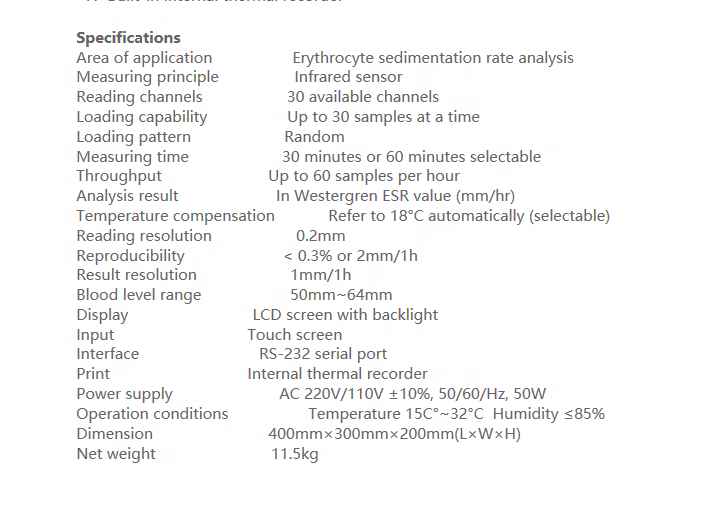 Specifications
Area of application Erythrocyte sedimentation rate analysis
Measuring principle Infrared sensor
Reading channels 30 available channels
Loading capability Up to 30 samples at a time
Loading pattern Random
Measuring time 30 minutes or 60 minutes selectable
Throughput Up to 60 samples per hour
Analysis result In Westergren ESR value (mm/hr)
Temperature compensation Refer to 18°C automatically (selectable)
Reading resolution 0.2mm
Reproducibility < 0.3% or 2mm/1h
Result resolution 1mm/1h
Blood level range 50mm~64mm
Display LCD screen with backlight
Input Touch screen
Interface RS-232 serial port
Print Internal thermal recorder
Power supply AC 220V/110V ±10%, 50/60/Hz, 50W
Operation conditions Temperature 15C°~32°C Humidity ≤85%
Dimension 400mm×300mm×200mm(L×W×H)
Net weight 11.5kg